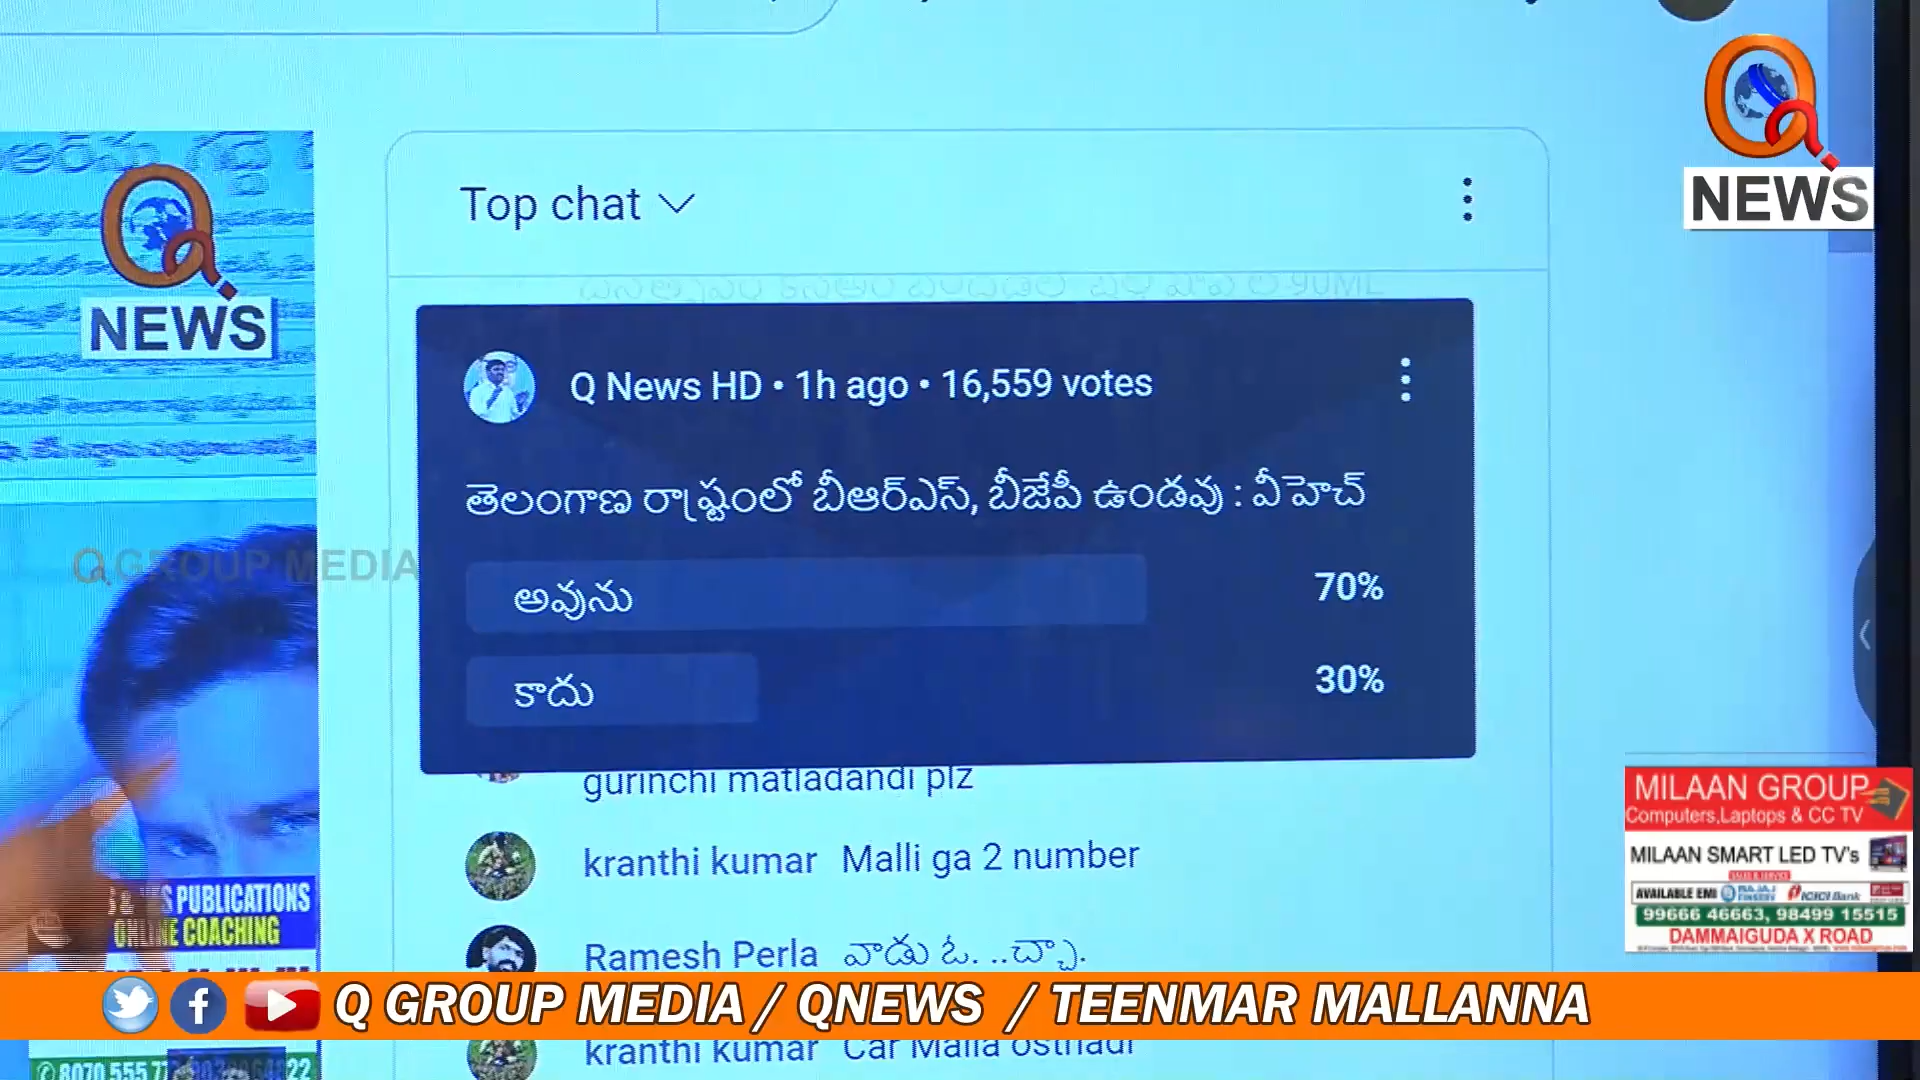 Q NEWS
Q NEWS
Top chat
Q News HD • 1h ago • 16,559 votes
తెలంగాణ రాష్ట్రంలో బీఆర్ఎస్, బీజేపీ ఉండవు : వీహెచ్
అవును 70%
కాదు 30%
Q GROUP MEDIA
gurinchi matladandi plz
kranthi kumar Malli ga 2 number
Ramesh Perla వాడు ఓ. ..చ్చా.
kranthi kumar Car Malla osthadi
PUBLICATIONS
ONLINE COACHING
MILAAN GROUP
Computers,Laptops & CC TV
MILAAN SMART LED TV's
SALES & SERVICE
AVAILABLE EMI BAJAJ FINSERV ICICI Bank
99666 46663, 98499 15515
DAMMAIGUDA X ROAD
Q GROUP MEDIA / QNEWS / TEENMAR MALLANNA